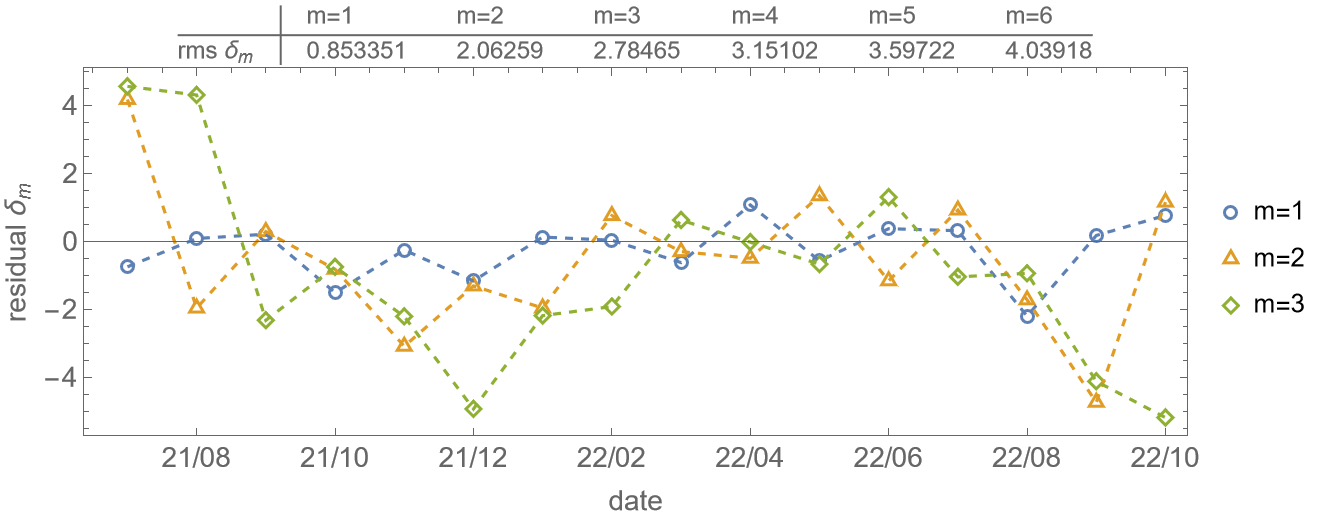 m=1 m=2 m=3 m=4 m=5 m=6
rms δm 0.853351 2.06259 2.78465 3.15102 3.59722 4.03918
4
2
0
−2
−4
residual δm
21/08 21/10 21/12 22/02 22/04 22/06 22/08 22/10
date
m=1
m=2
m=3